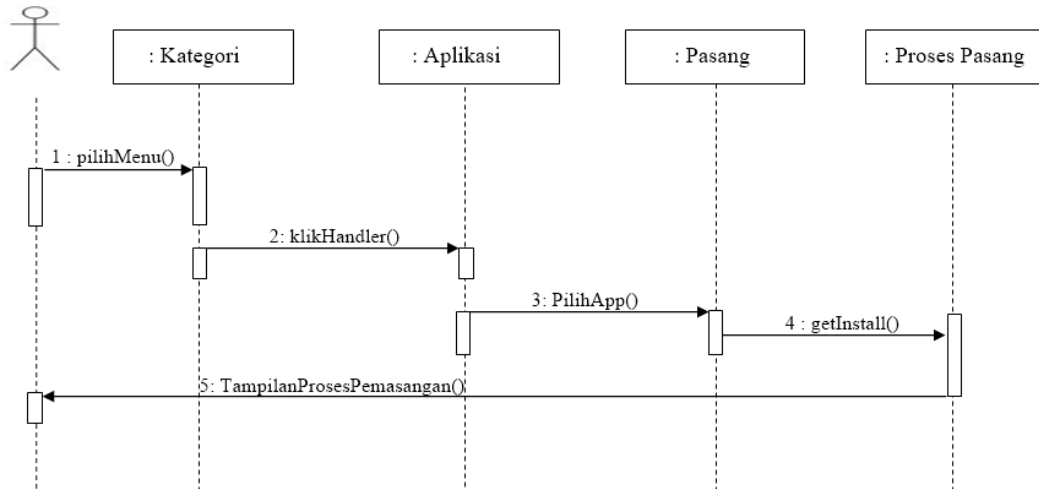 : Kategori
: Aplikasi
: Pasang
: Proses Pasang
1 : pilihMenu()
2: klikHandler()
3: PilihApp()
4 : getInstall()
5: TampilanProsesPemasangan()